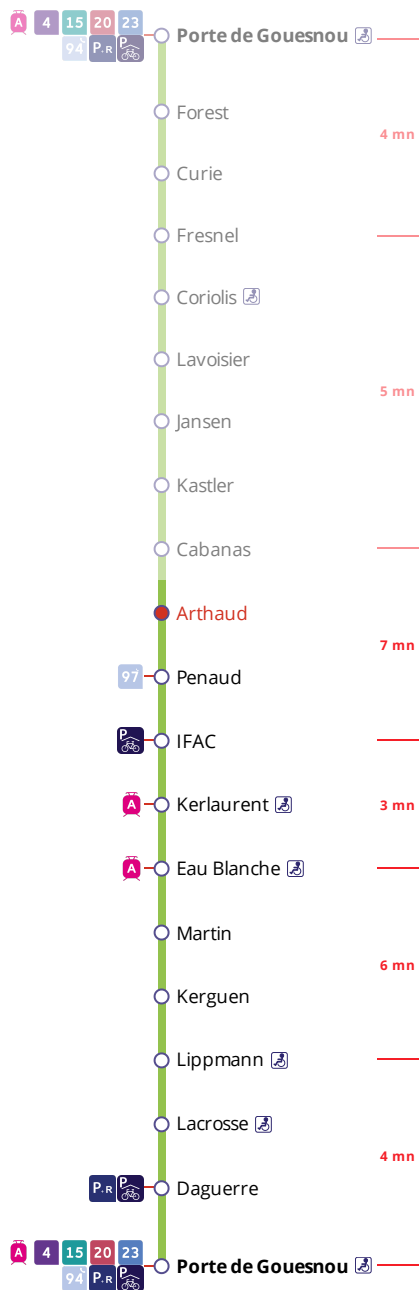 A 4 15 20 23
94 P+R P
Porte de Gouesnou
Forest
4 mn
Curie
Fresnel
Coriolis
Lavoisier
5 mn
Jansen
Kastler
Cabanas
Arthaud
7 mn
97 Penaud
P IFAC
A Kerlaurent
3 mn
A Eau Blanche
Martin
6 mn
Kerguen
Lippmann
Lacrosse
4 mn
P+R P Daguerre
A 4 15 20 23
94 P+R P
Porte de Gouesnou